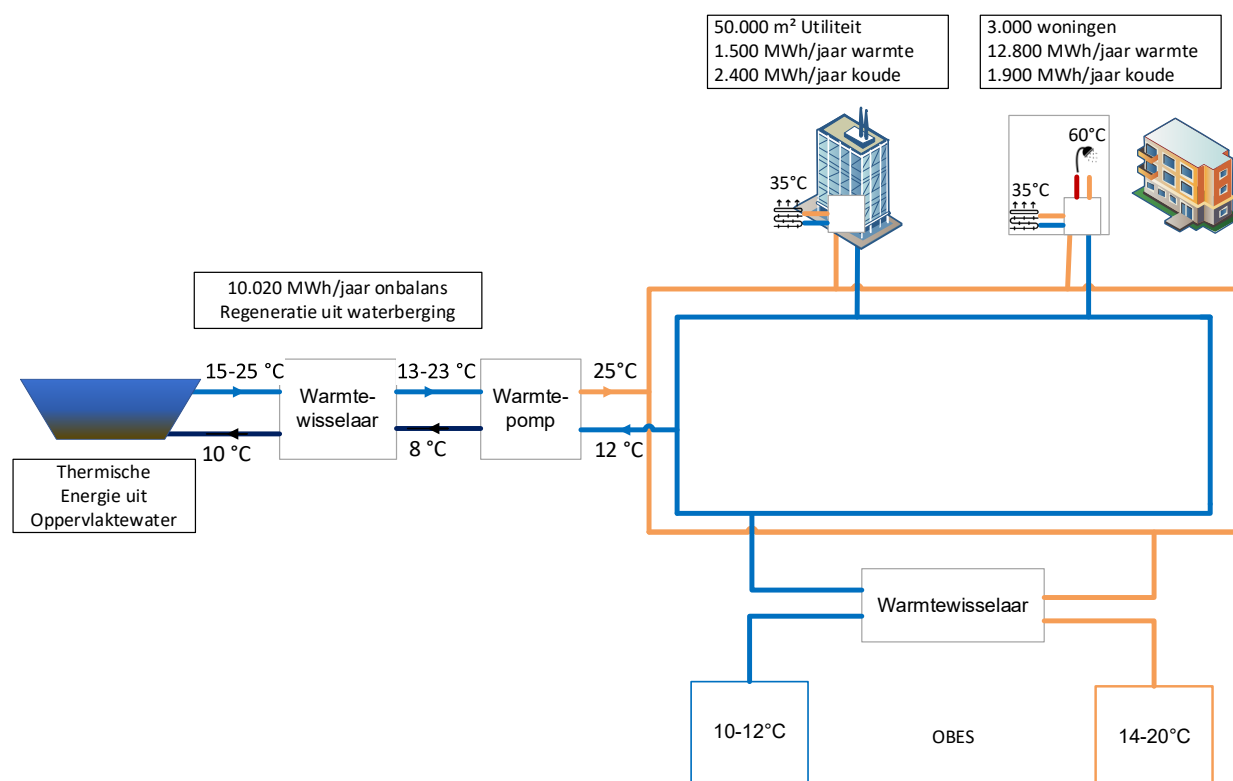 50.000 m² Utiliteit
1.500 MWh/jaar warmte
2.400 MWh/jaar koude
3.000 woningen
12.800 MWh/jaar warmte
1.900 MWh/jaar koude
60°C
35°C
35°C
10.020 MWh/jaar onbalans
Regeneratie uit waterberging
15-25 °C
13-23 °C
25°C
Warmte-
wisselaar
Warmte-
pomp
10 °C
8 °C
12 °C
Thermische
Energie uit
Oppervlaktewater
Warmtewisselaar
10-12°C
OBES
14-20°C